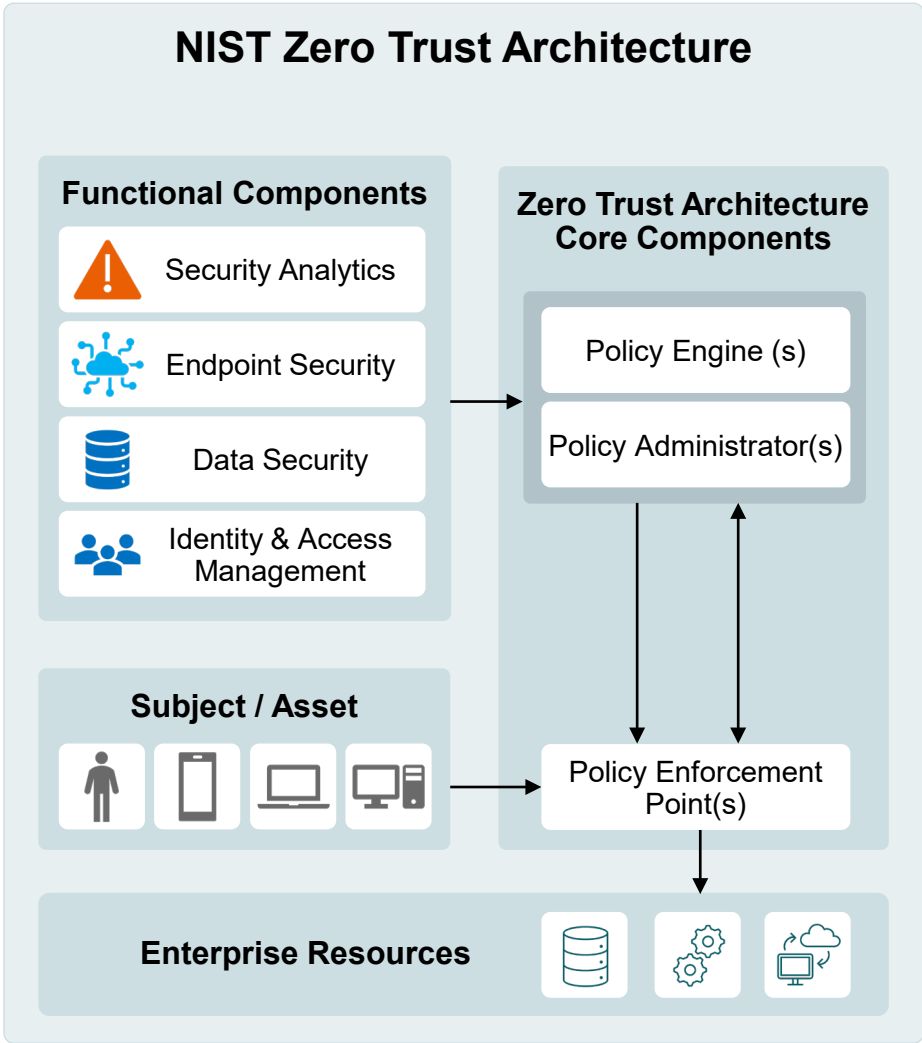 NIST Zero Trust Architecture
Functional Components
Security Analytics
Endpoint Security
Data Security
Identity & Access
Management
Zero Trust Architecture
Core Components
Policy Engine (s)
Policy Administrator(s)
Subject / Asset
Policy Enforcement
Point(s)
Enterprise Resources